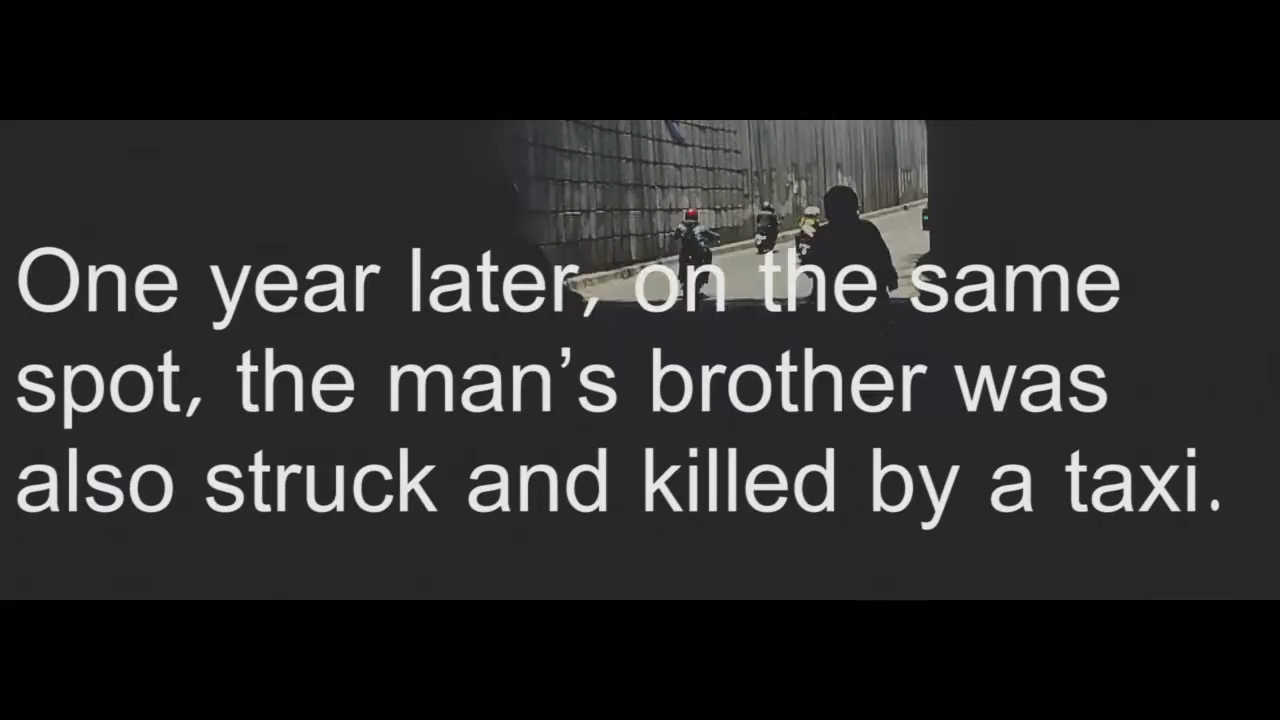 One year later, on the same
spot, the man’s brother was
also struck and killed by a taxi.